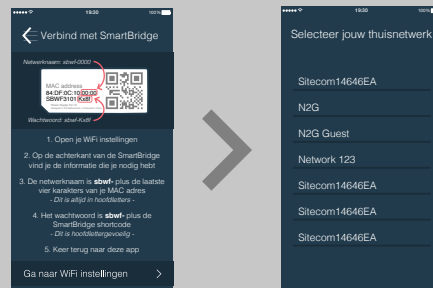 19:30
100%
Verbind met SmartBridge
Netwerknaam: sbwf-0000
MAC address
84:DF:0C:10:00:00
SBWF3101 Kx8f
Wachtwoord: sbwf-Kx8f
1. Open je WiFi instellingen
2. Op de achterkant van de SmartBridge
vind je de informatie die je nodig hebt
3. De netwerknaam is sbwf- plus de laatste
vier karakters van je MAC adres
- Dit is altijd in hoofdletters -
4. Het wachtwoord is sbwf- plus de
SmartBridge shortcode
- Dit is hoofdlettergevoelig -
5. Keer terug naar deze app
Ga naar WiFi instellingen
19:30
Selecteer jouw thuisnetwerk
Sitecom14646EA
N2G
N2G Guest
Network 123
Sitecom14646EA
Sitecom14646EA
Sitecom14646EA